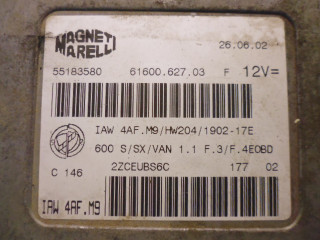 MAGNETI
MARELLI
26.06.02
55183580 61600.627.03 F 12V=
IAW 4AF.M9/HW204/1902-17E
600 S/SX/VAN 1.1 F.3/F.4EOBD
C 146 2ZCEUBS6C 177 02
IAW 4AF.M9